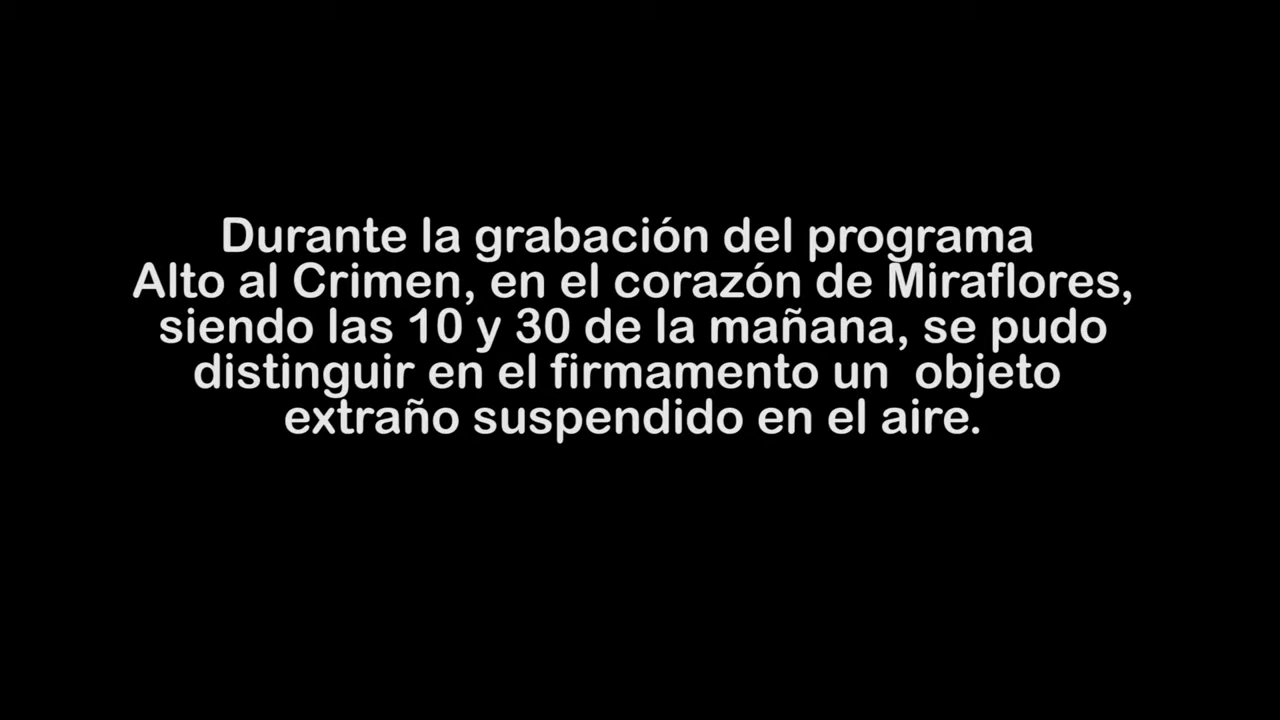 Durante la grabación del programa
Alto al Crimen, en el corazón de Miraflores,
siendo las 10 y 30 de la mañana, se pudo
distinguir en el firmamento un  objeto
extraño suspendido en el aire.